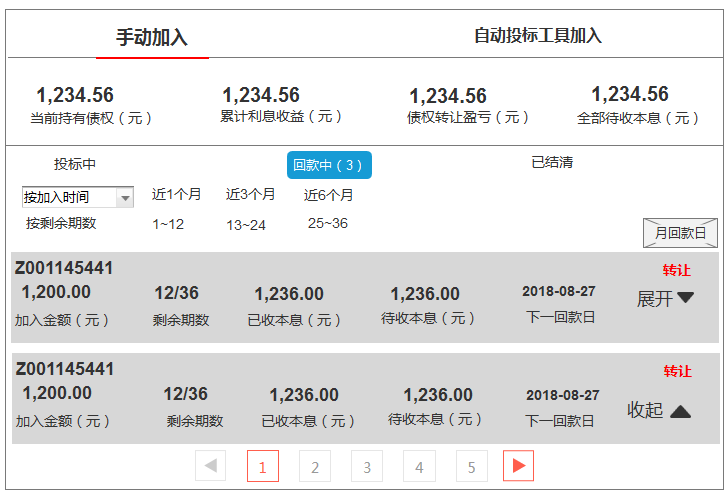 手动加入 自动投标工具加入
1,234.56 1,234.56 1,234.56 1,234.56
当前持有债权（元） 累计利息收益（元） 债权转让盈亏（元） 全部待收本息（元）
投标中 回款中（3） 已结清
按加入时间 近1个月 近3个月 近6个月
按剩余期数 1~12 13~24 25~36
月回款日
Z001145441 转让
1,200.00 12/36 1,236.00 1,236.00 2018-08-27 展开
加入金额（元） 剩余期数 已收本息（元） 待收本息（元） 下一回款日
Z001145441 转让
1,200.00 12/36 1,236.00 1,236.00 2018-08-27 收起
加入金额（元） 剩余期数 已收本息（元） 待收本息（元） 下一回款日
1 2 3 4 5